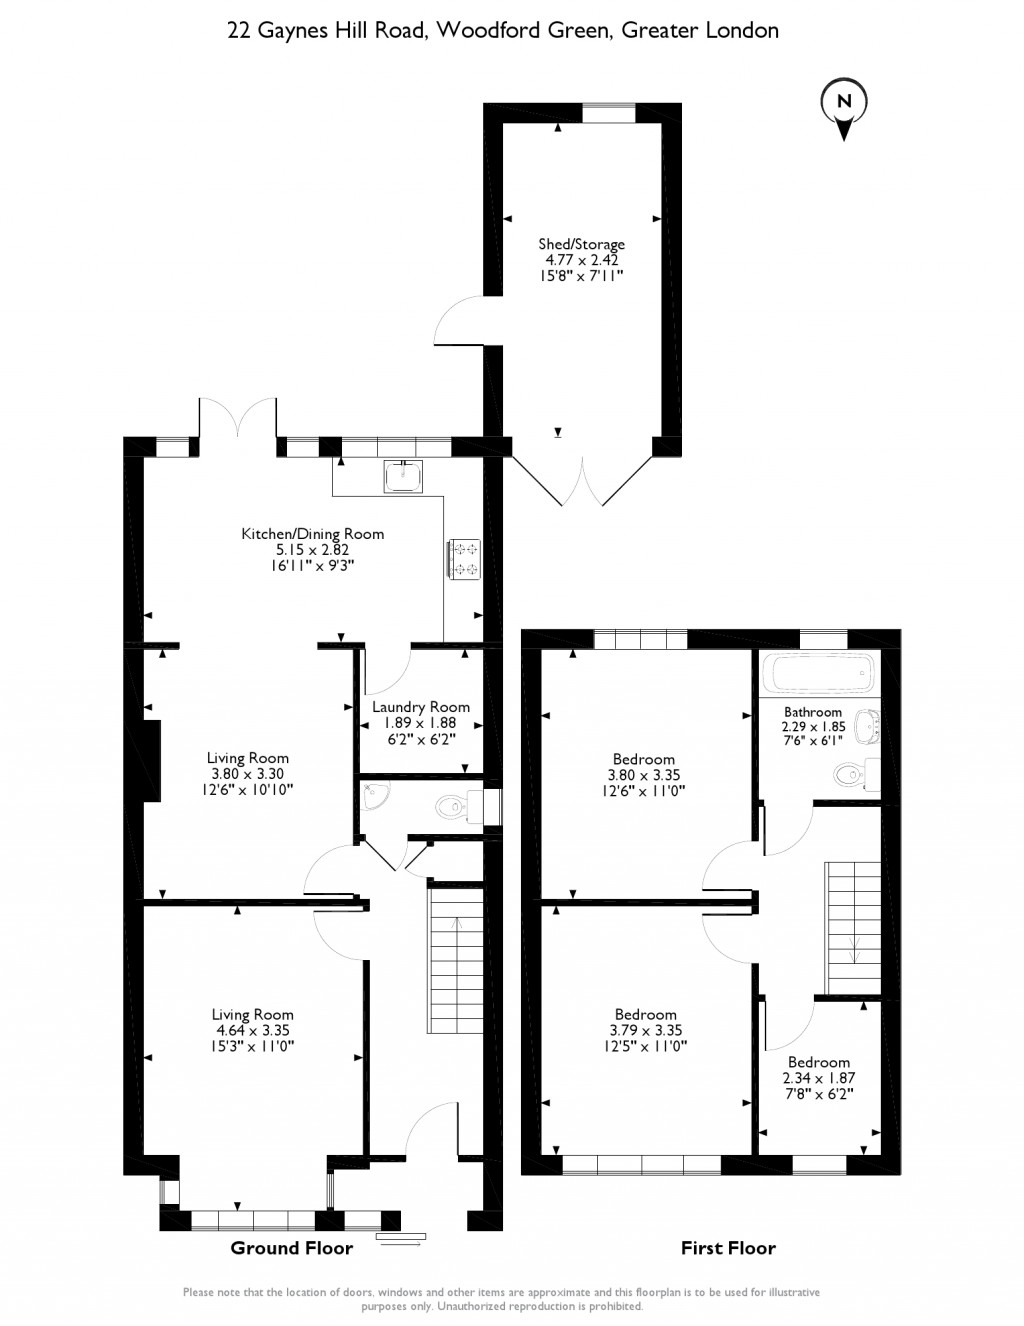 22 Gaynes Hill Road, Woodford Green, Greater London
N
Shed/Storage
4.77 x 2.42
15'8" x 7'11"
Kitchen/Dining Room
5.15 x 2.82
16'11" x 9'3"
Laundry Room
1.89 x 1.88
6'2" x 6'2"
Living Room
3.80 x 3.30
12'6" x 10'10"
Living Room
4.64 x 3.35
15'3" x 11'0"
Ground Floor
Bedroom
3.80 x 3.35
12'6" x 11'0"
Bathroom
2.29 x 1.85
7'6" x 6'1"
Bedroom
3.79 x 3.35
12'5" x 11'0"
Bedroom
2.34 x 1.87
7'8" x 6'2"
First Floor
Please note that the location of doors, windows and other items are approximate and this floorplan is to be used for illustrative
purposes only. Unauthorized reproduction is prohibited.